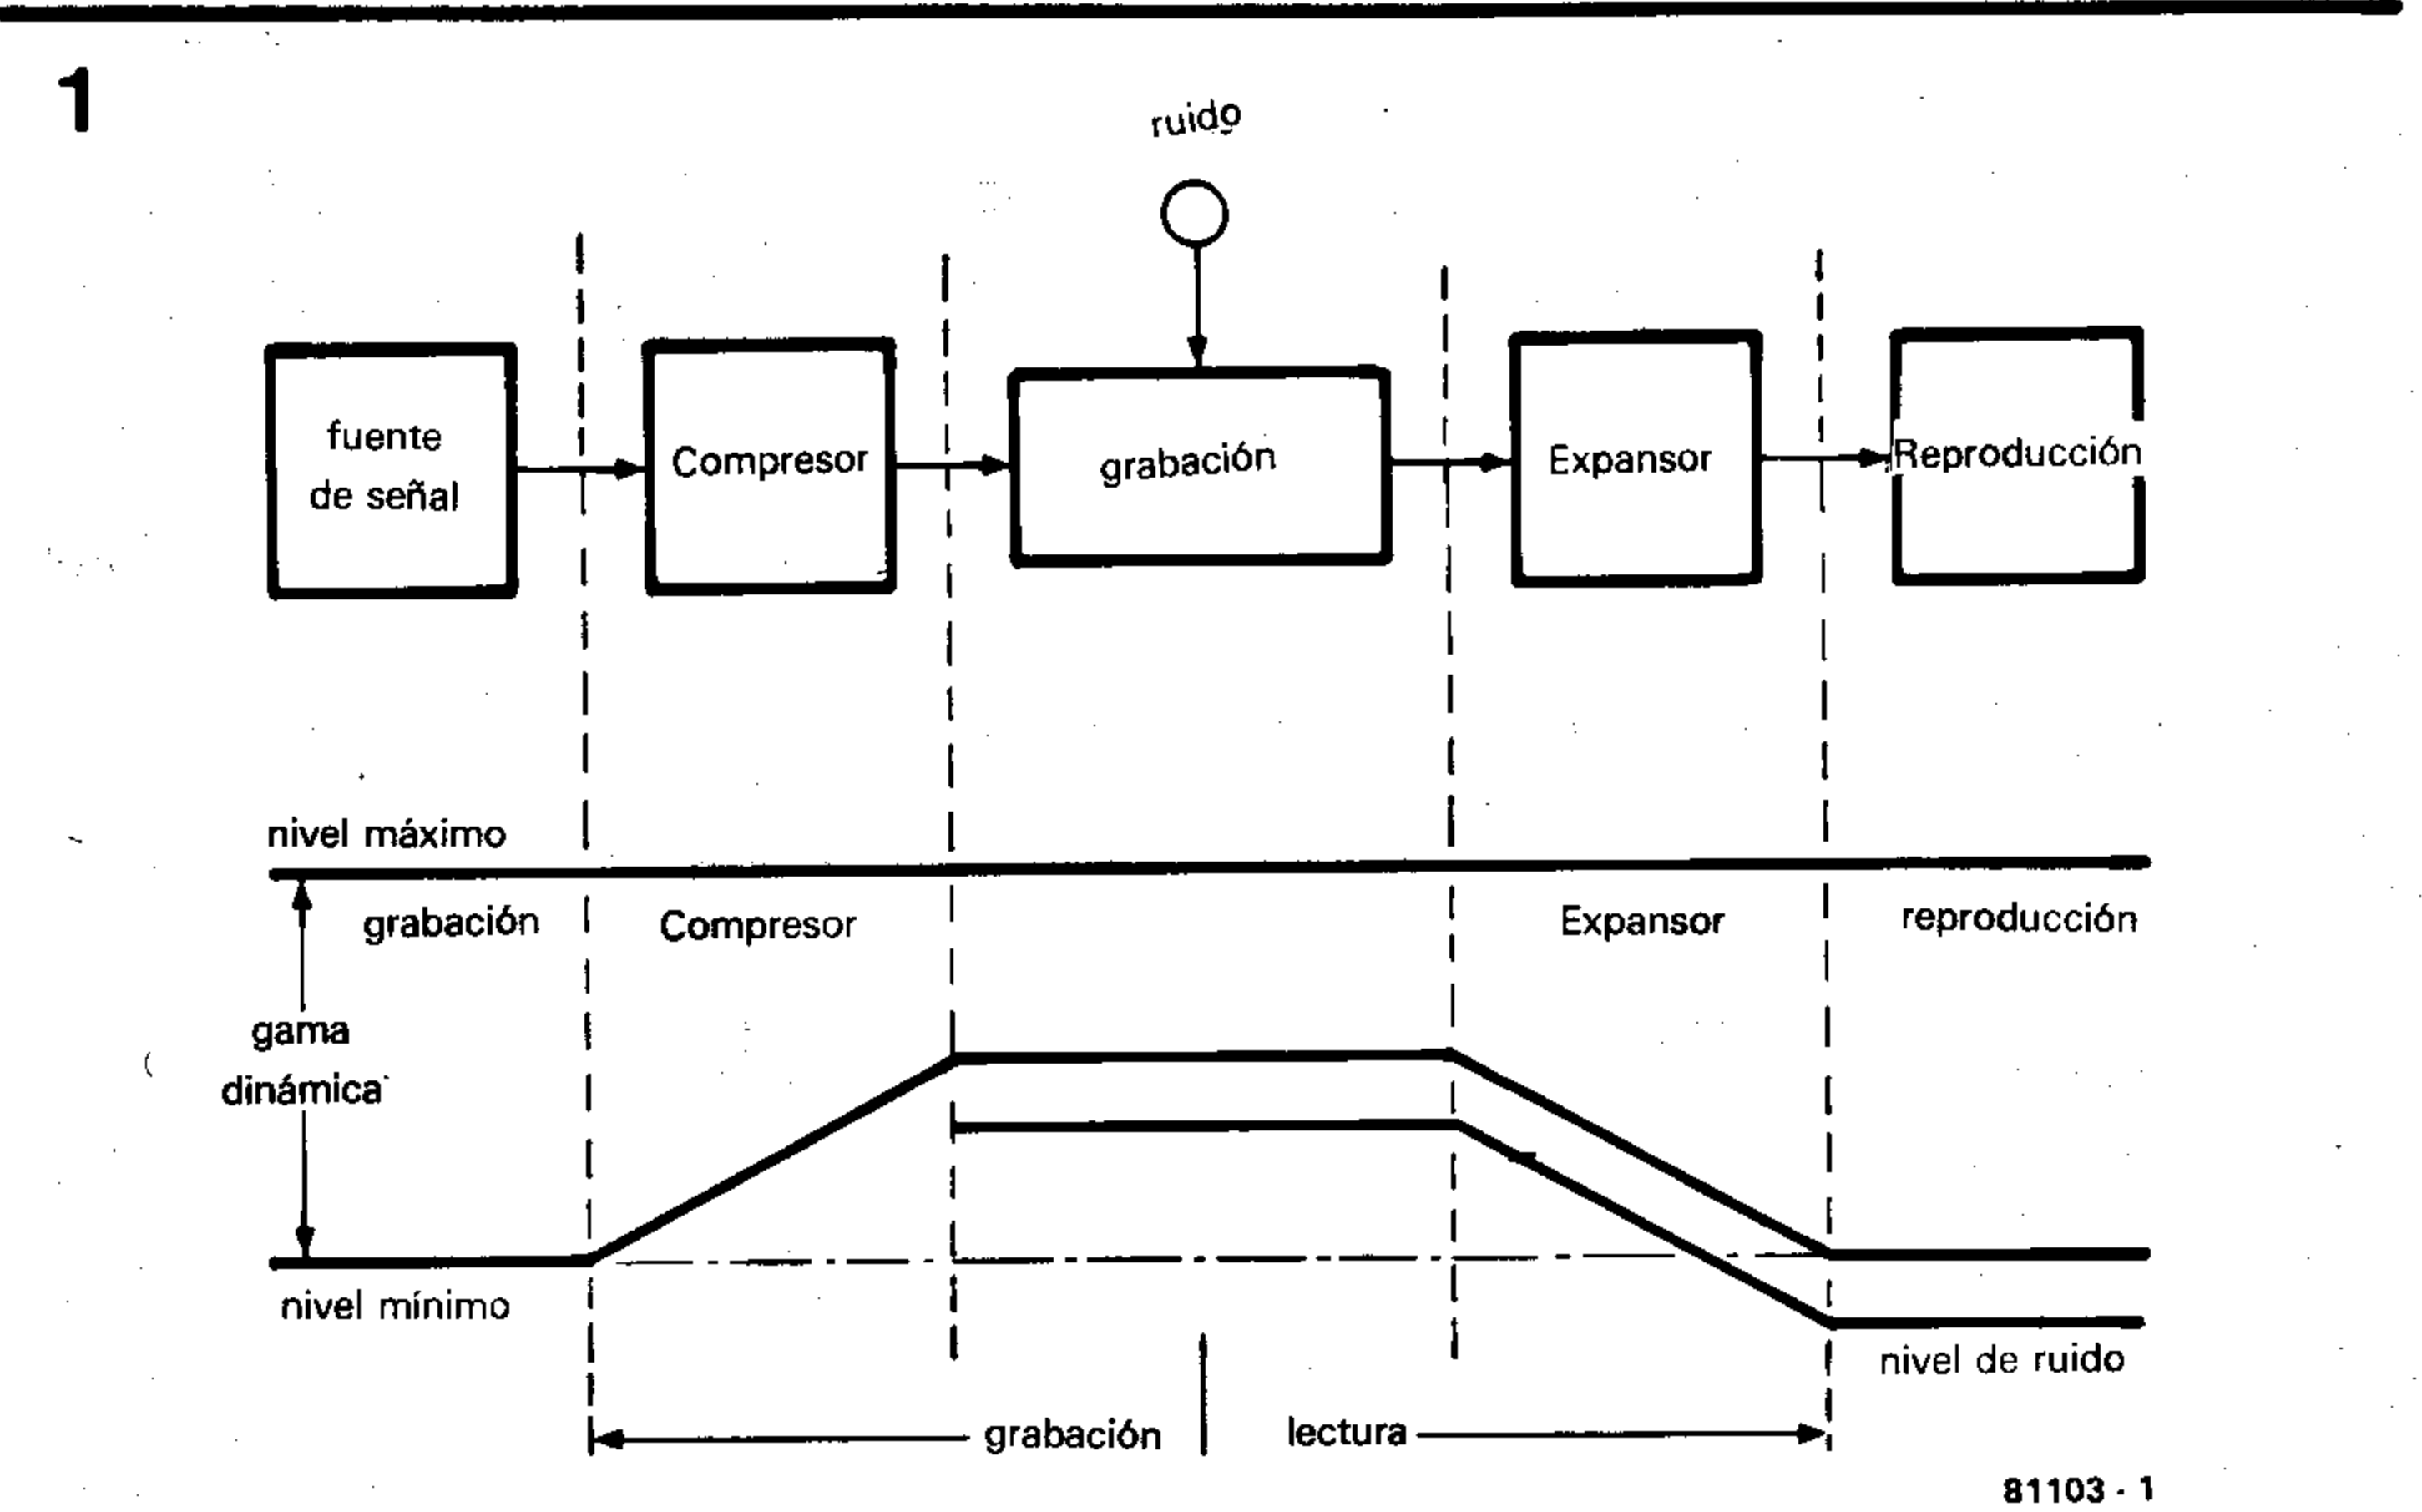 1
ruido
fuente
de señal
Compresor
grabación
Expansor
Reproducción
nivel máximo
grabación
Compresor
Expansor
reproducción
gama
dinámica
nivel mínimo
nivel de ruido
grabación
lectura
81103 - 1